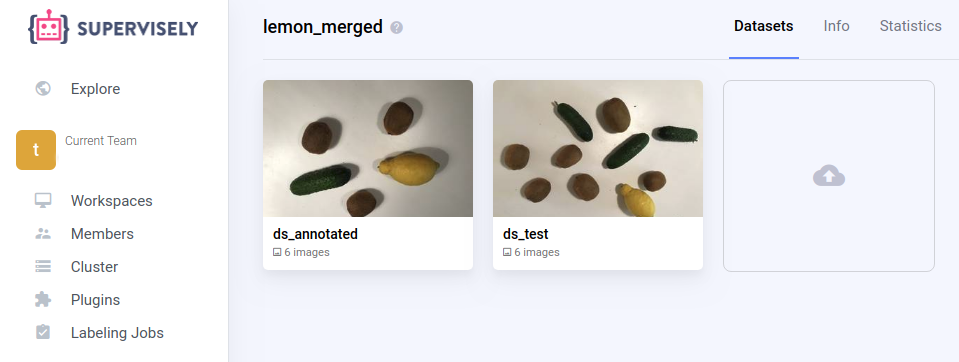 SUPERVISELY
Explore
t
Current Team
Workspaces
Members
Cluster
Plugins
Labeling Jobs
lemon_merged ?
Datasets Info Statistics
ds_annotated
6 images
ds_test
6 images